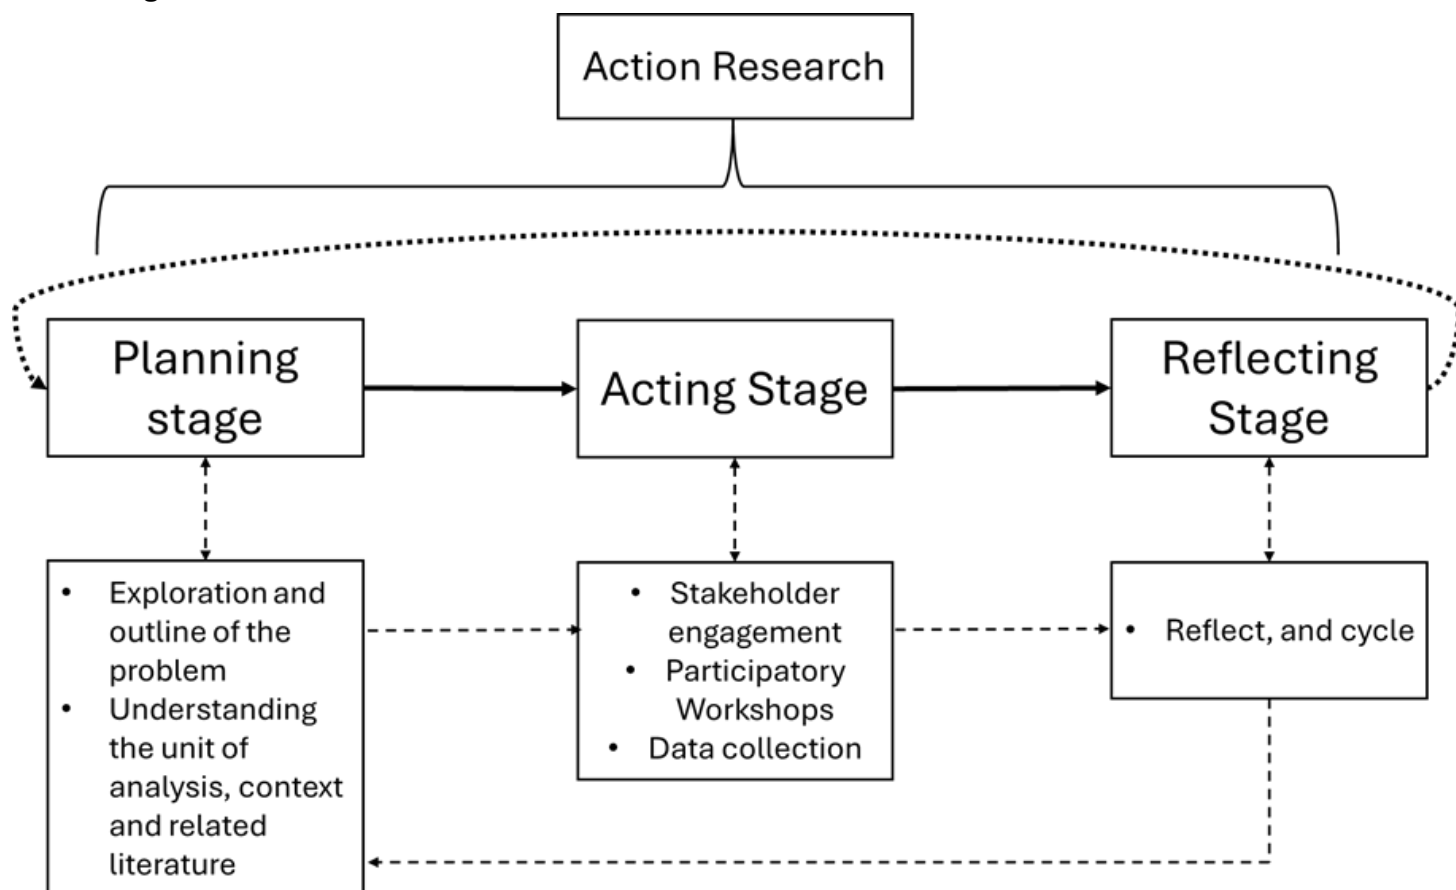 Action Research
Planning
stage
Acting Stage
Reflecting
Stage
• Exploration and
outline of the
problem
• Understanding
the unit of
analysis, context
and related
literature
• Stakeholder
engagement
• Participatory
Workshops
• Data collection
• Reflect, and cycle